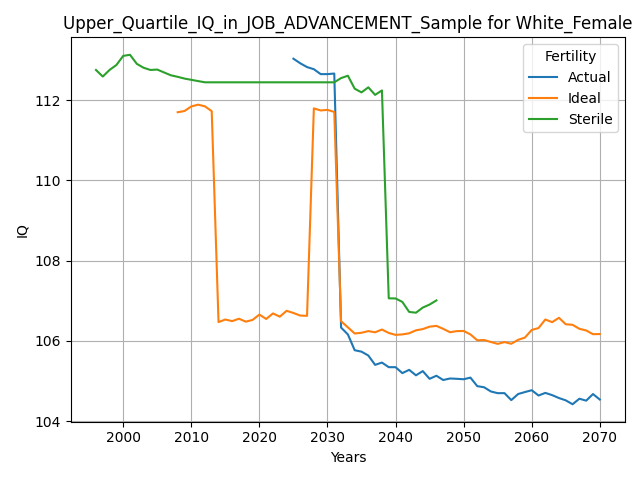 Upper_Quartile_IQ_in_JOB_ADVANCEMENT_Sample for White_Female
Fertility
Actual
Ideal
Sterile
IQ
112
110
108
106
104
2000
2010
2020
2030
2040
2050
2060
2070
Years